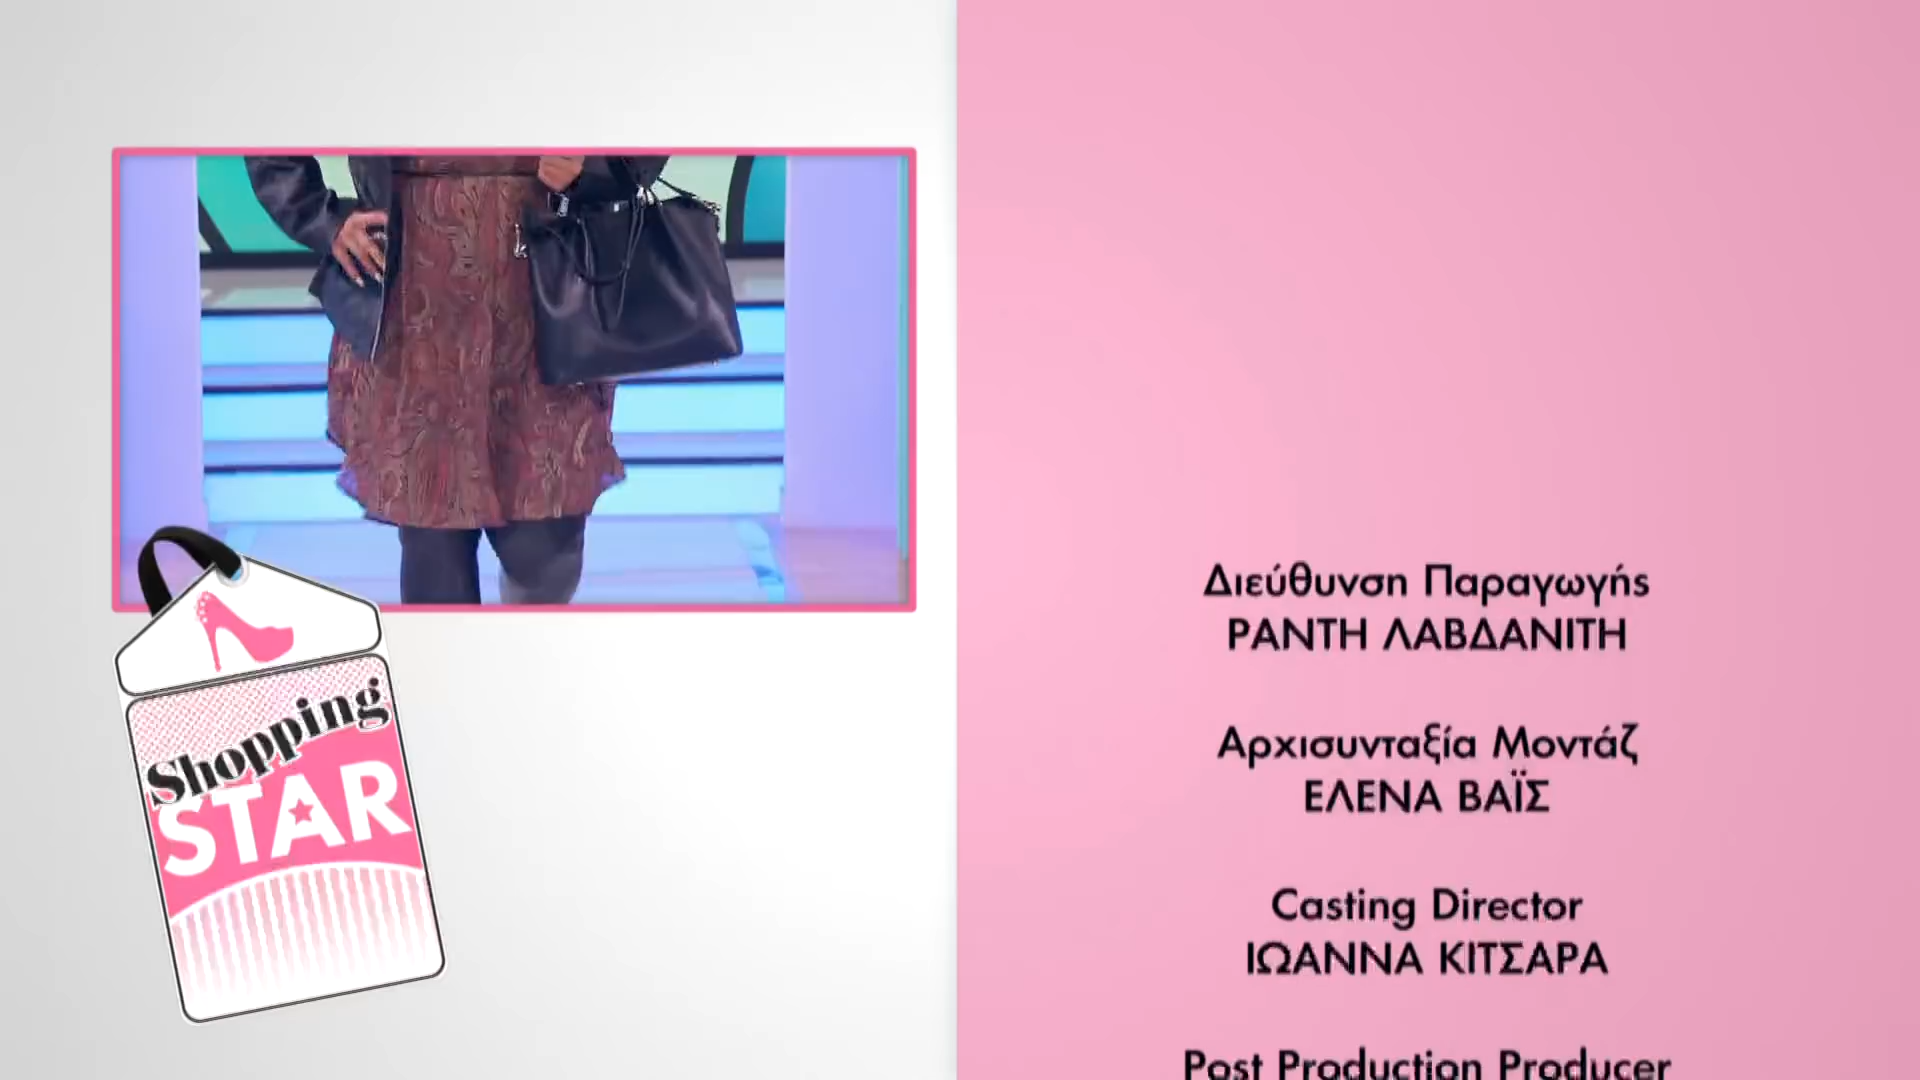 Shopping
STAR
Διεύθυνση Παραγωγής
ΡΑΝΤΗ ΛΑΒΔΑΝΙΤΗ
Αρχισυνταξία Μοντάζ
ΕΛΕΝΑ ΒΑΪΣ
Casting Director
ΙΩΑΝΝΑ ΚΙΤΣΑΡΑ
Post Production Producer